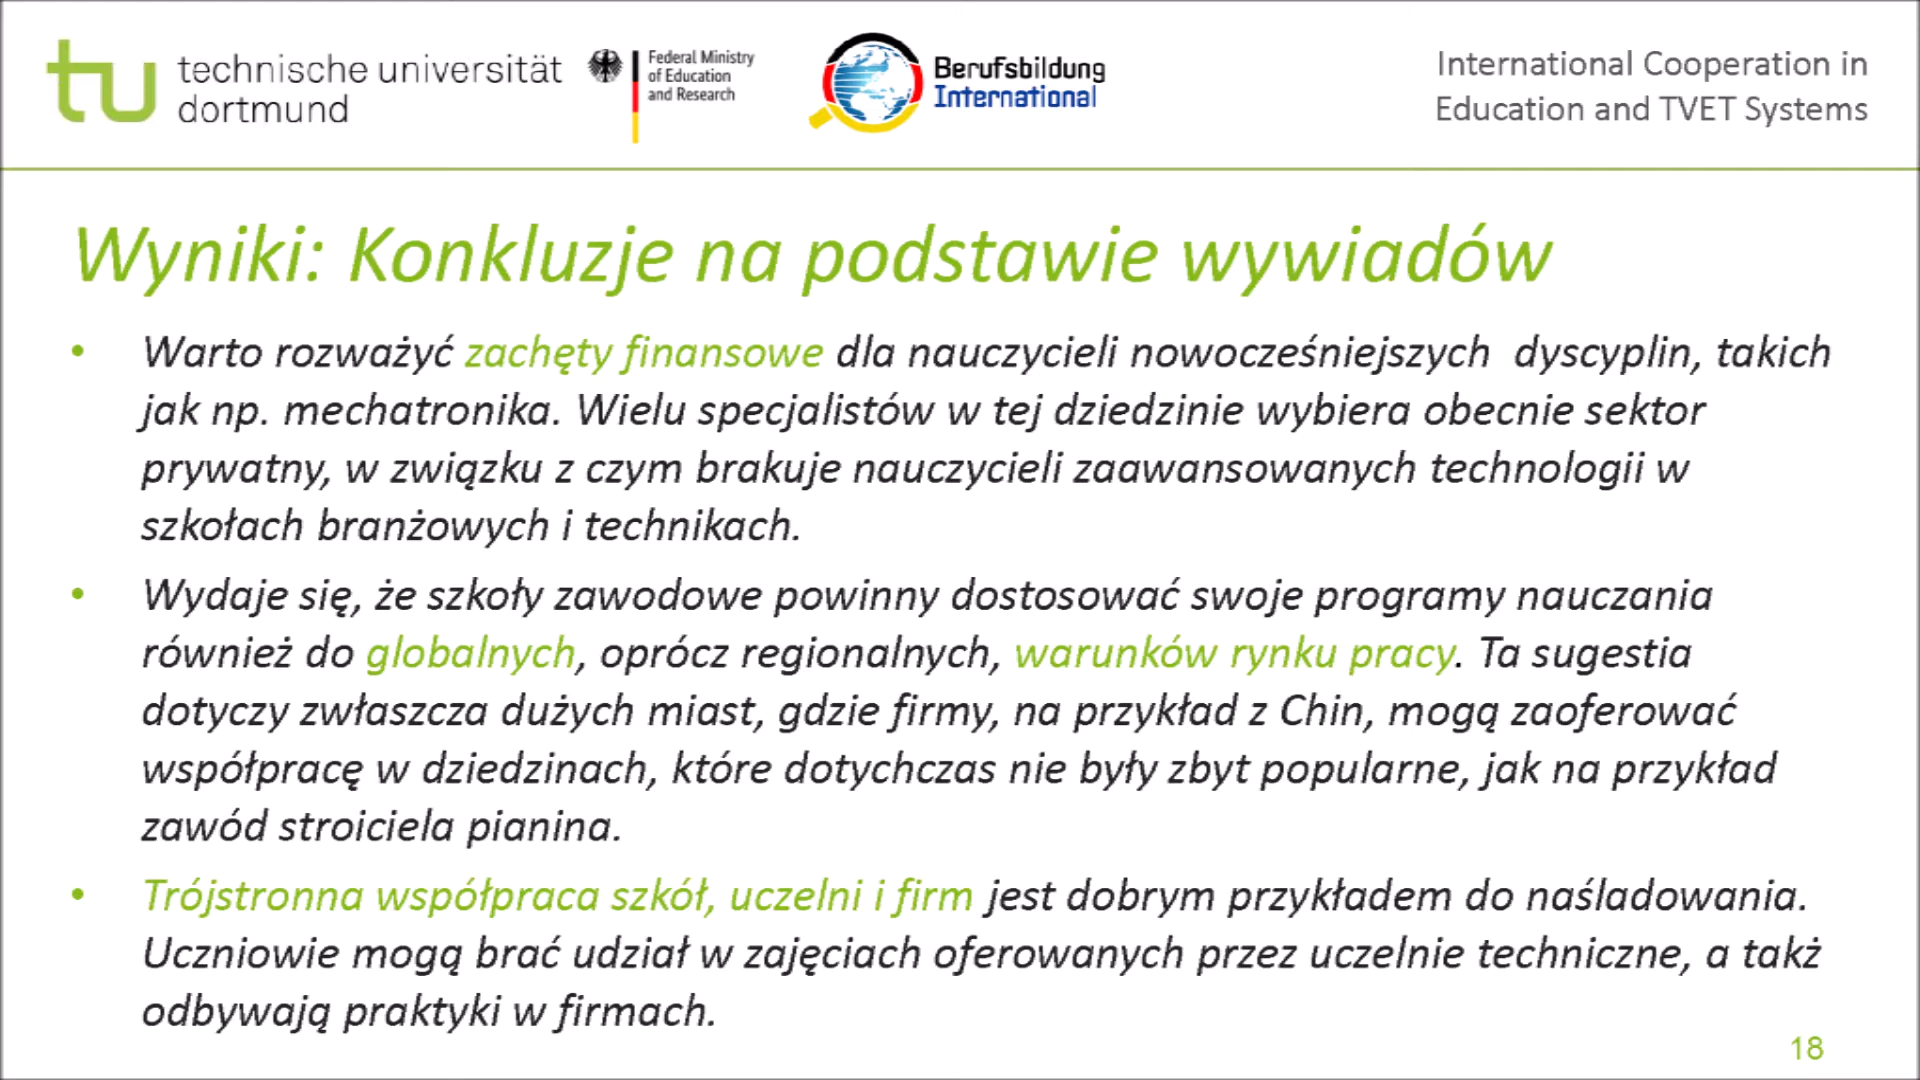 technische universität
dortmund
Federal Ministry
of Education
and Research
Berufsbildung
International
International Cooperation in
Education and TVET Systems
Wyniki: Konkluzje na podstawie wywiadów
• Warto rozważyć zachęty finansowe dla nauczycieli nowocześniejszych dyscyplin, takich
jak np. mechatronika. Wielu specjalistów w tej dziedzinie wybiera obecnie sektor
prywatny, w związku z czym brakuje nauczycieli zaawansowanych technologii w
szkołach branżowych i technikach.
• Wydaje się, że szkoły zawodowe powinny dostosować swoje programy nauczania
również do globalnych, oprócz regionalnych, warunków rynku pracy. Ta sugestia
dotyczy zwłaszcza dużych miast, gdzie firmy, na przykład z Chin, mogą zaoferować
współpracę w dziedzinach, które dotychczas nie były zbyt popularne, jak na przykład
zawód stroiciela pianina.
• Trójstronna współpraca szkół, uczelni i firm jest dobrym przykładem do naśladowania.
Uczniowie mogą brać udział w zajęciach oferowanych przez uczelnie techniczne, a takż
odbywają praktyki w firmach.
18